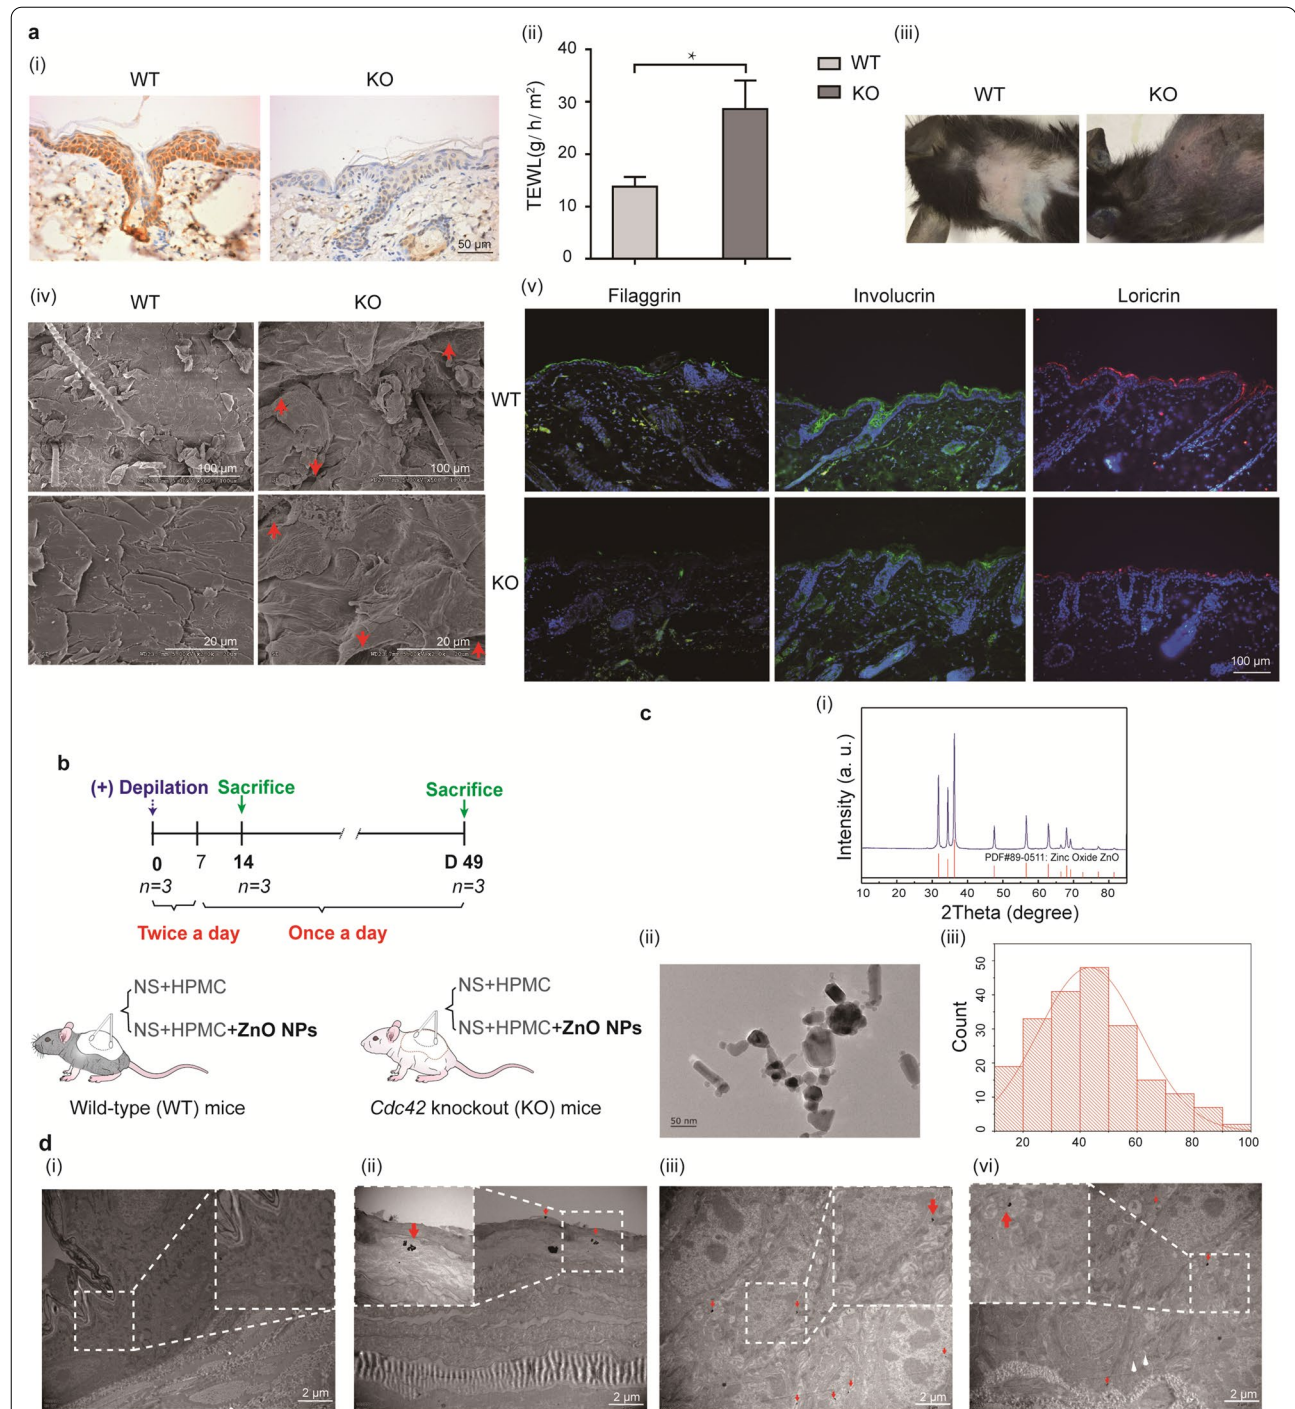 a
(i)
WT
KO
50 µm
(ii)
TEWL(g/ h/ m²)
40
30
20
10
0
*
WT
KO
(iii)
WT
KO
(iv)
WT
KO
100 µm
100 µm
20 µm
20 µm
(v)
Filaggrin
Involucrin
Loricrin
WT
KO
100 µm
b
(+) Depilation
Sacrifice
Sacrifice
0
7
14
D 49
n=3
n=3
n=3
Twice a day
Once a day
NS+HPMC
NS+HPMC+ZnO NPs
Wild-type (WT) mice
NS+HPMC
NS+HPMC+ZnO NPs
Cdc42 knockout (KO) mice
c
(i)
Intensity (a. u.)
PDF#89-0511: Zinc Oxide ZnO
10 20 30 40 50 60 70 80
2Theta (degree)
(ii)
50 nm
(iii)
Count
50
40
30
20
10
0
20 40 60 80 100
d
(i)
2 µm
(ii)
2 µm
(iii)
2 µm
(vi)
2 µm